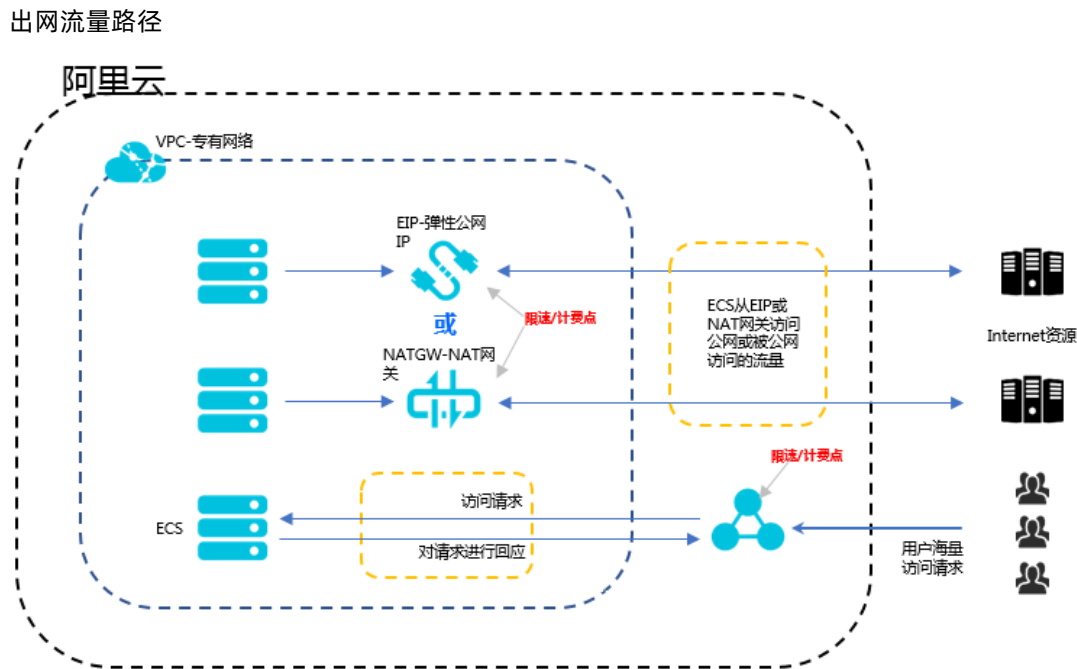 出网流量路径
阿里云
VPC-专有网络
EIP-弹性公网
IP
或
限速/计费点
NATGW-NAT网
关
ECS从EIP或
NAT网关访问
公网或被公网
访问的流量
Internet资源
限速/计费点
访问请求
ECS
对请求进行回应
用户海量
访问请求